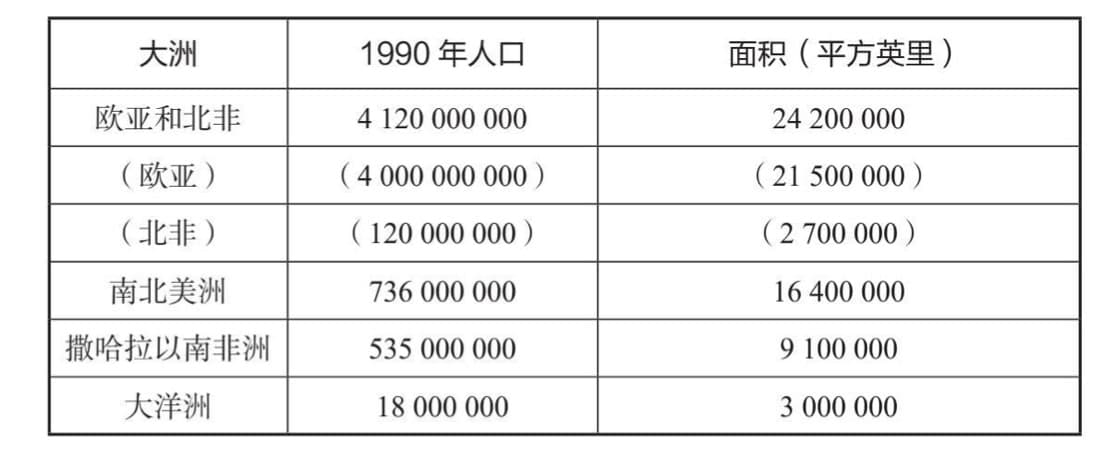 大洲 1990 年人口 面积（平方英里）
欧亚和北非 4 120 000 000 24 200 000
（欧亚） （4 000 000 000） （21 500 000）
（北非） （120 000 000） （2 700 000）
南北美洲 736 000 000 16 400 000
撒哈拉以南非洲 535 000 000 9 100 000
大洋洲 18 000 000 3 000 000